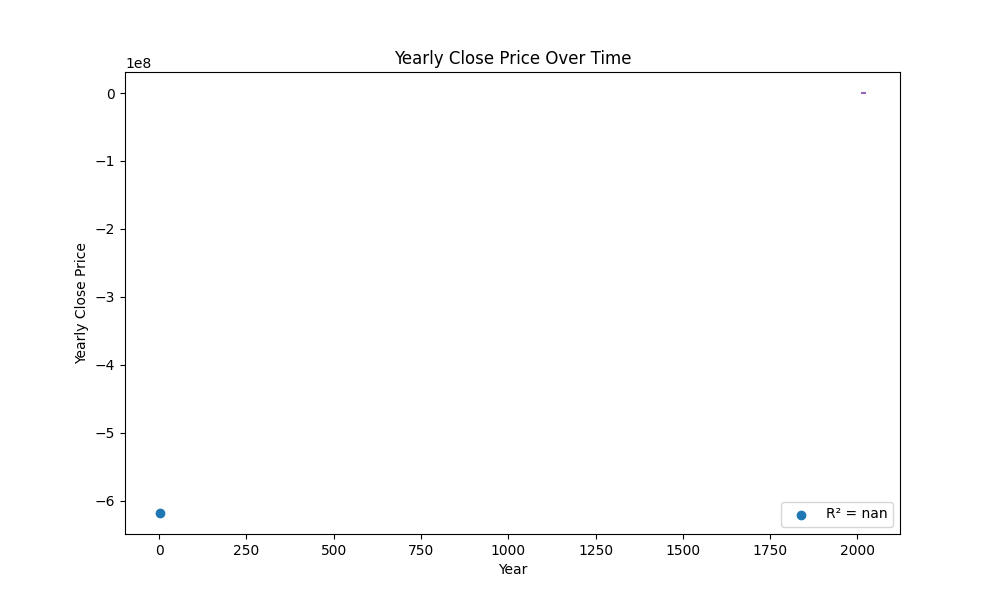 Yearly Close Price Over Time
1e8
0
−1
−2
−3
−4
−5
−6
Yearly Close Price
R² = nan
0 250 500 750 1000 1250 1500 1750 2000
Year